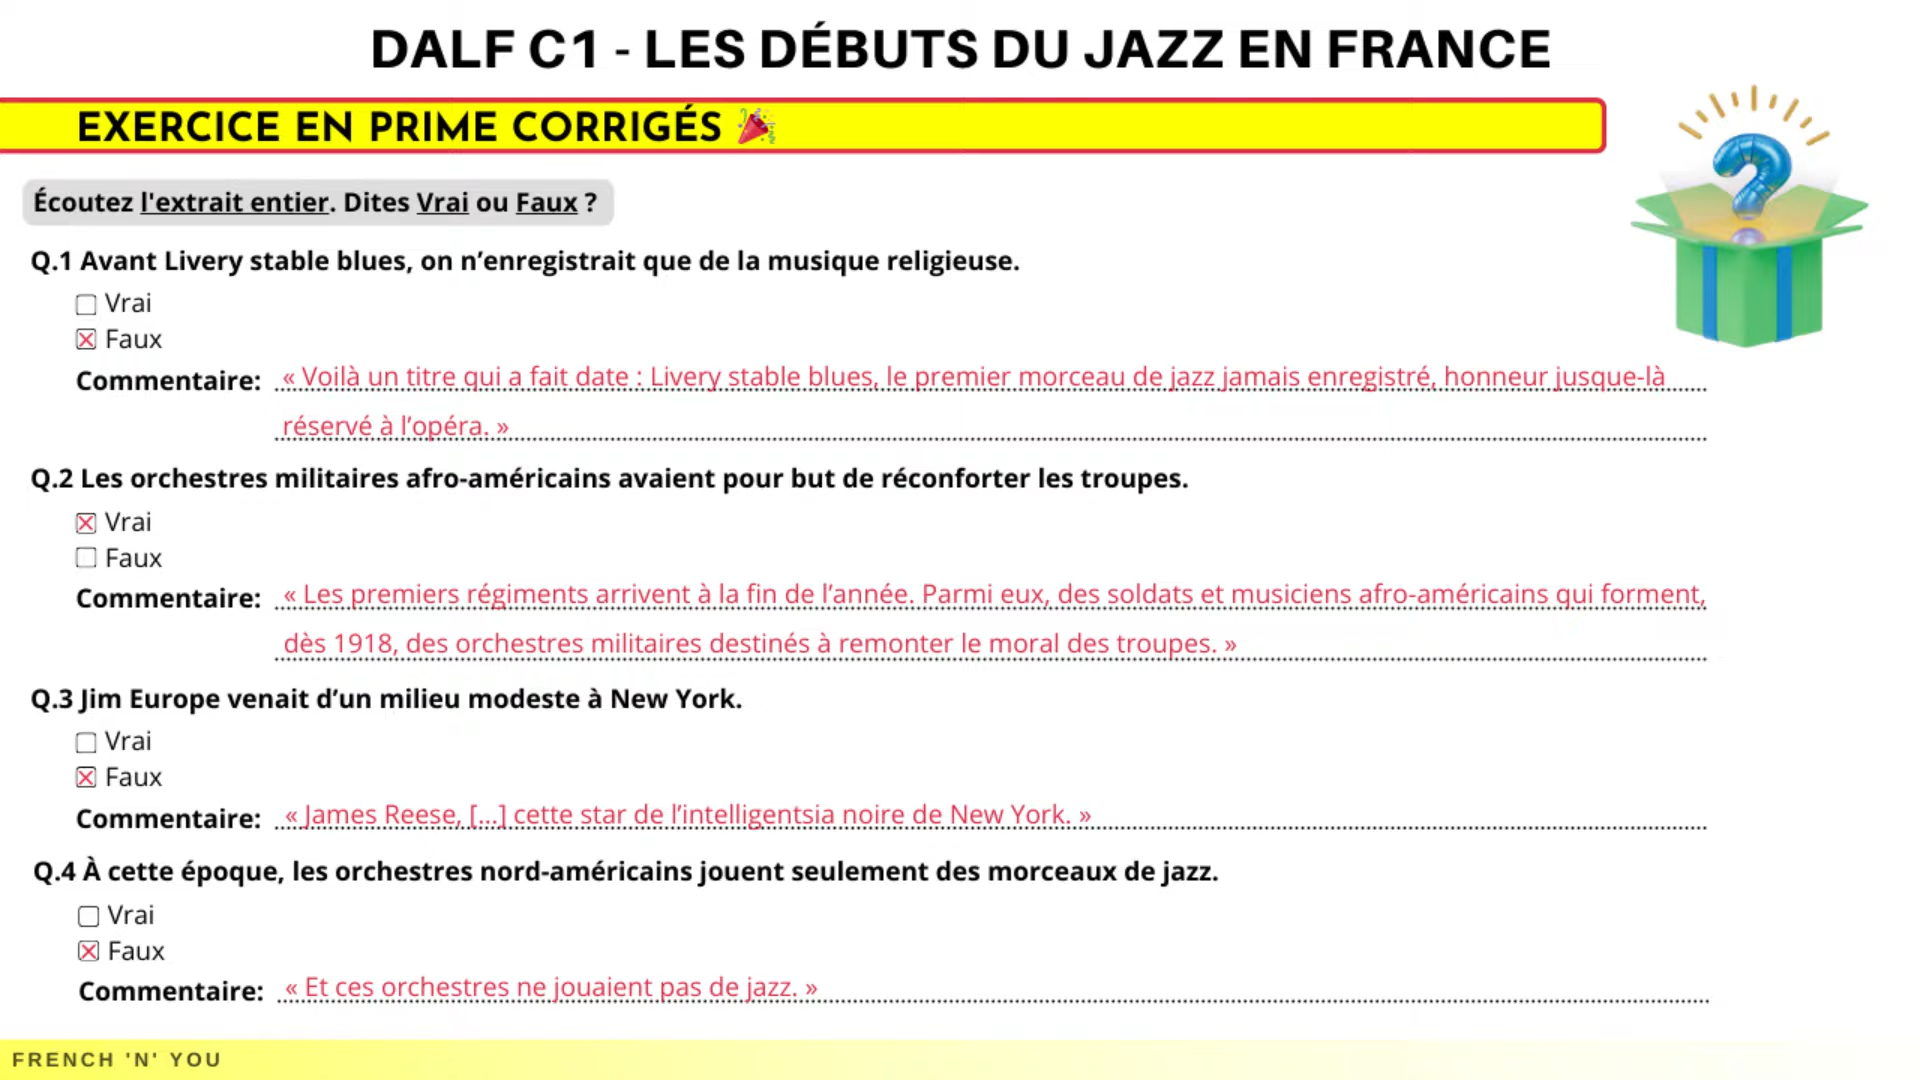 DALF C1 - LES DÉBUTS DU JAZZ EN FRANCE
EXERCICE EN PRIME CORRIGÉS 🎉
Écoutez l'extrait entier. Dites Vrai ou Faux ?
Q.1 Avant Livery stable blues, on n’enregistrait que de la musique religieuse.
☐ Vrai
☒ Faux
Commentaire: « Voilà un titre qui a fait date : Livery stable blues, le premier morceau de jazz jamais enregistré, honneur jusque-là
réservé à l’opéra. »
Q.2 Les orchestres militaires afro-américains avaient pour but de réconforter les troupes.
☒ Vrai
☐ Faux
Commentaire: « Les premiers régiments arrivent à la fin de l’année. Parmi eux, des soldats et musiciens afro-américains qui forment,
dès 1918, des orchestres militaires destinés à remonter le moral des troupes. »
Q.3 Jim Europe venait d’un milieu modeste à New York.
☐ Vrai
☒ Faux
Commentaire: « James Reese, [...] cette star de l’intelligentsia noire de New York. »
Q.4 À cette époque, les orchestres nord-américains jouent seulement des morceaux de jazz.
☐ Vrai
☒ Faux
Commentaire: « Et ces orchestres ne jouaient pas de jazz. »
FRENCH 'N' YOU